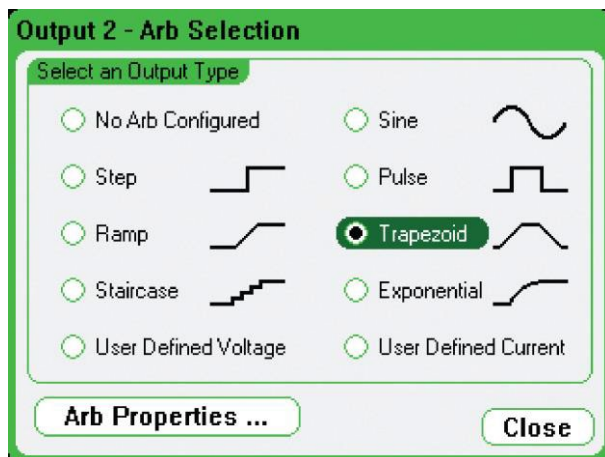 Output 2 - Arb Selection
Select an Output Type
No Arb Configured
Sine
Step
Pulse
Ramp
Trapezoid
Staircase
Exponential
User Defined Voltage
User Defined Current
Arb Properties ...
Close